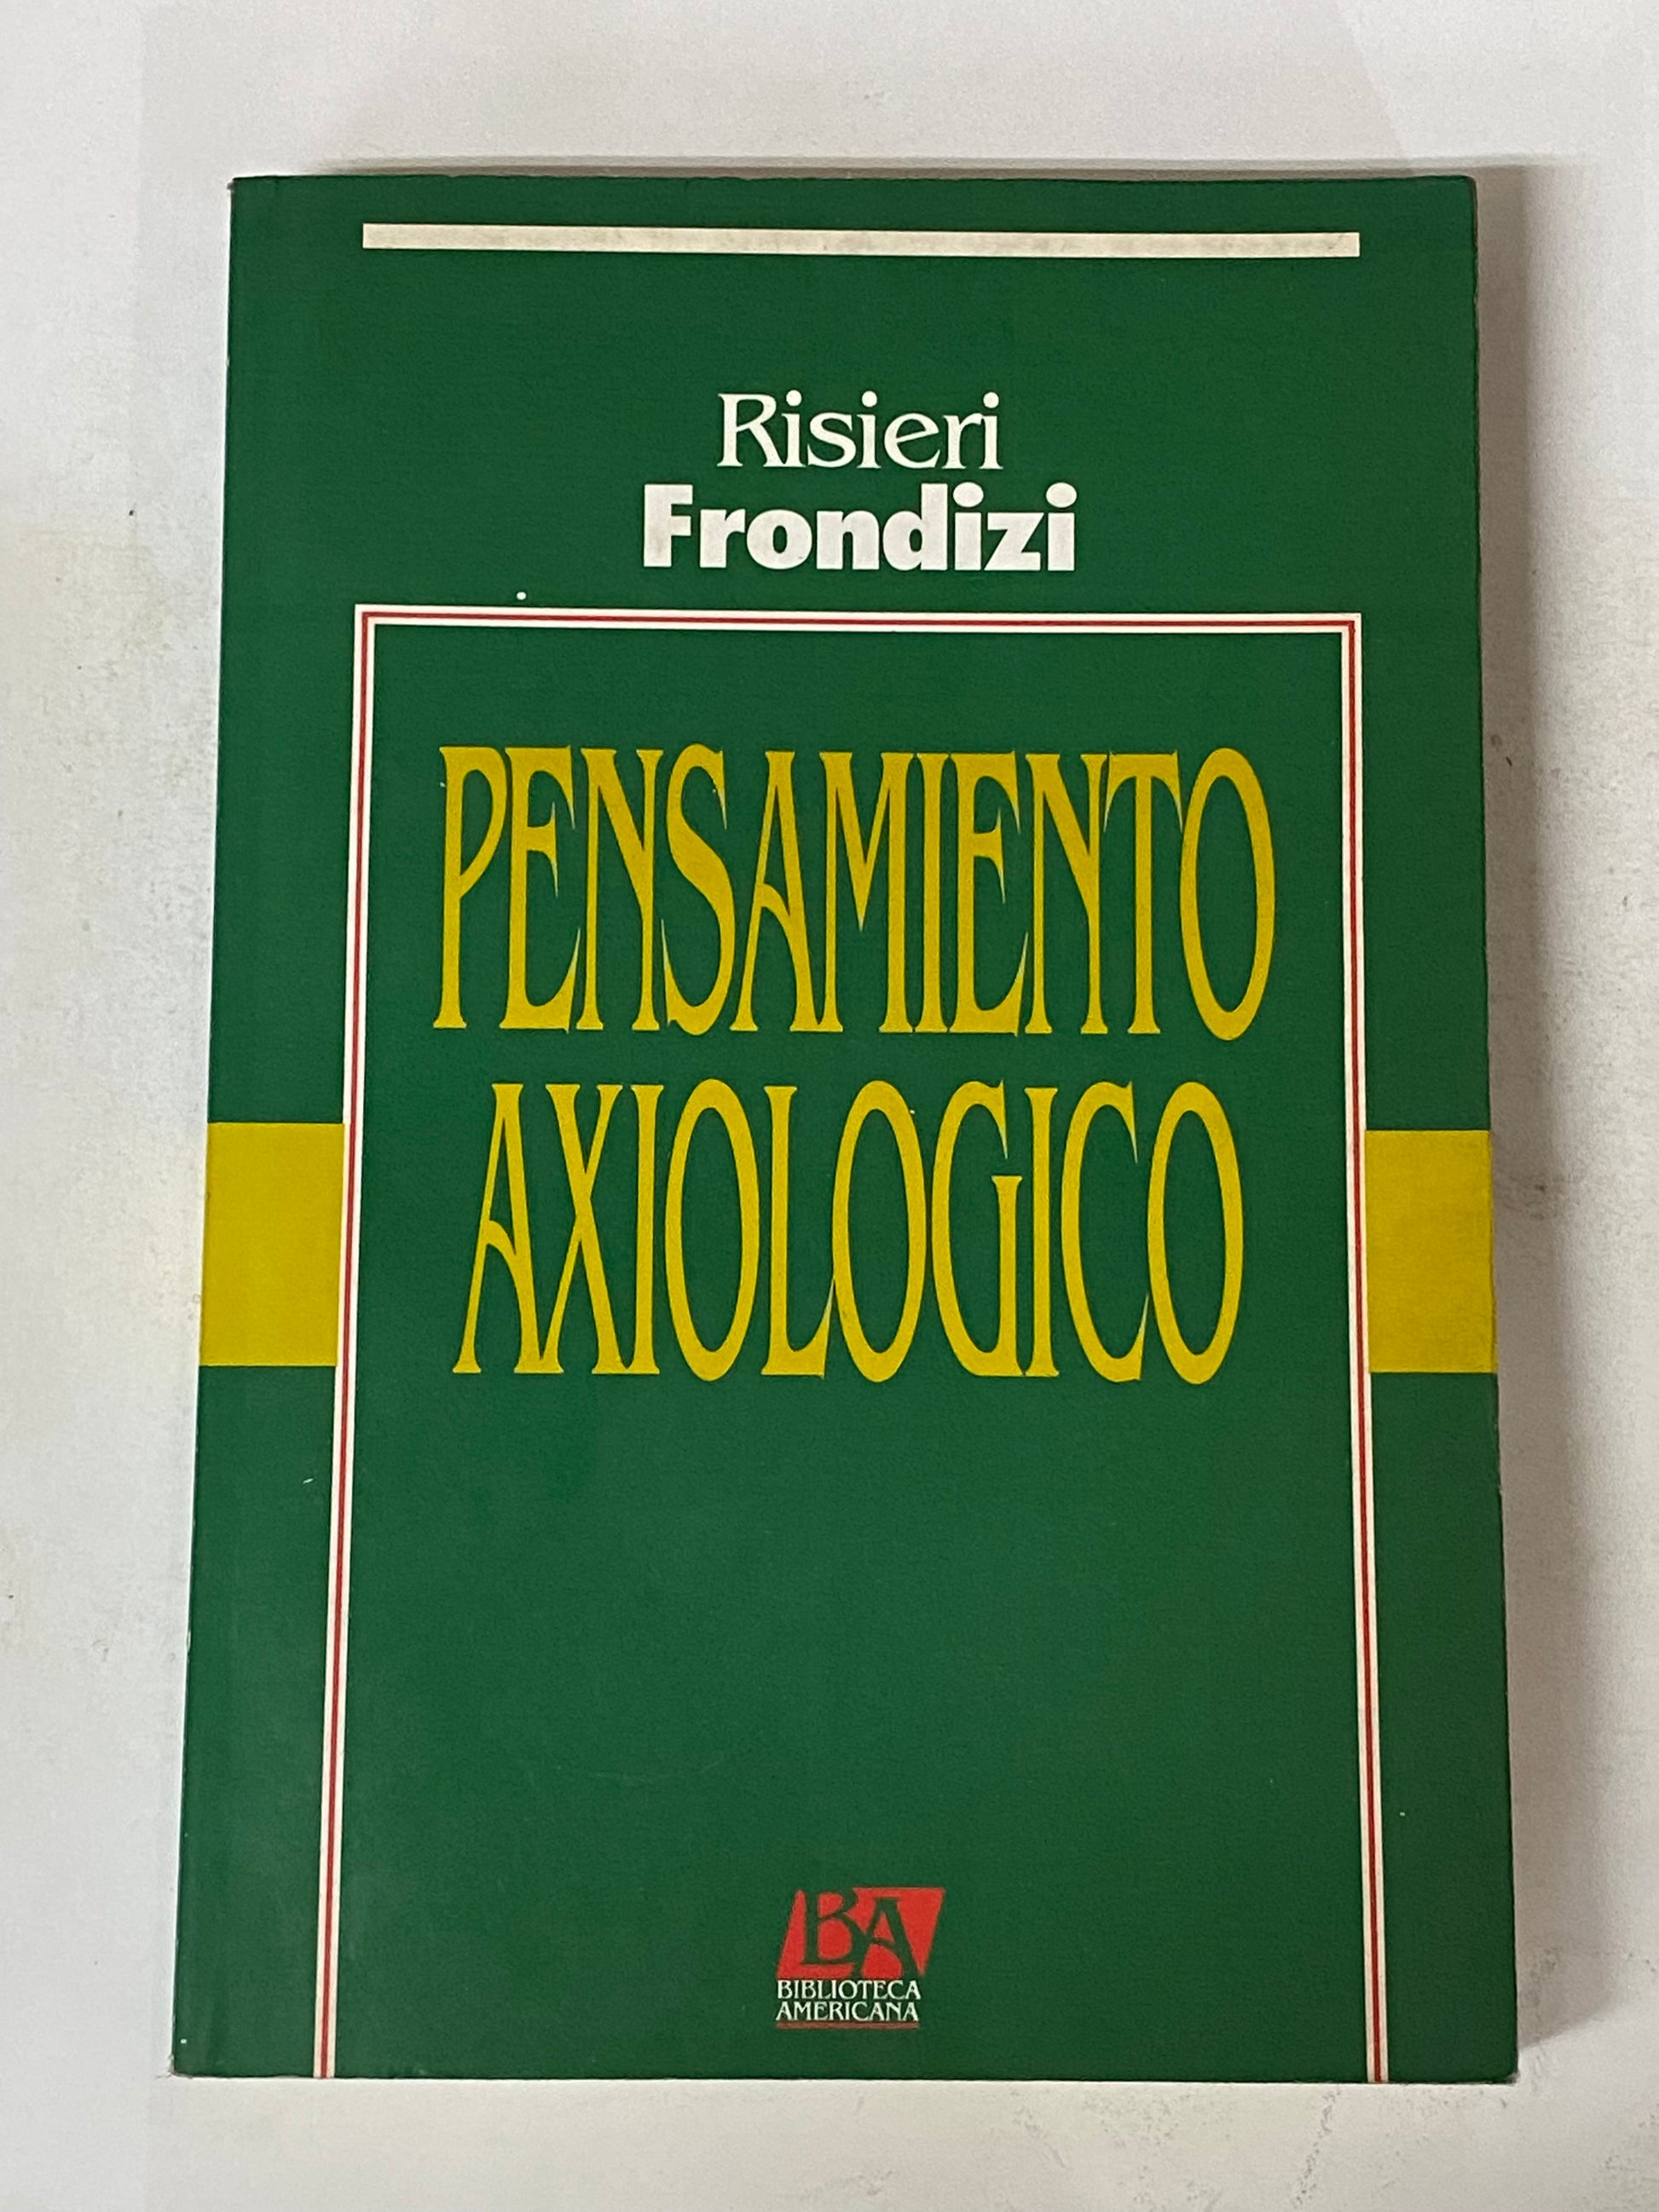 Risieri
Frondizi
PENSAMIENTO
AXIOLOGICO
BA
BIBLIOTECA
AMERICANA